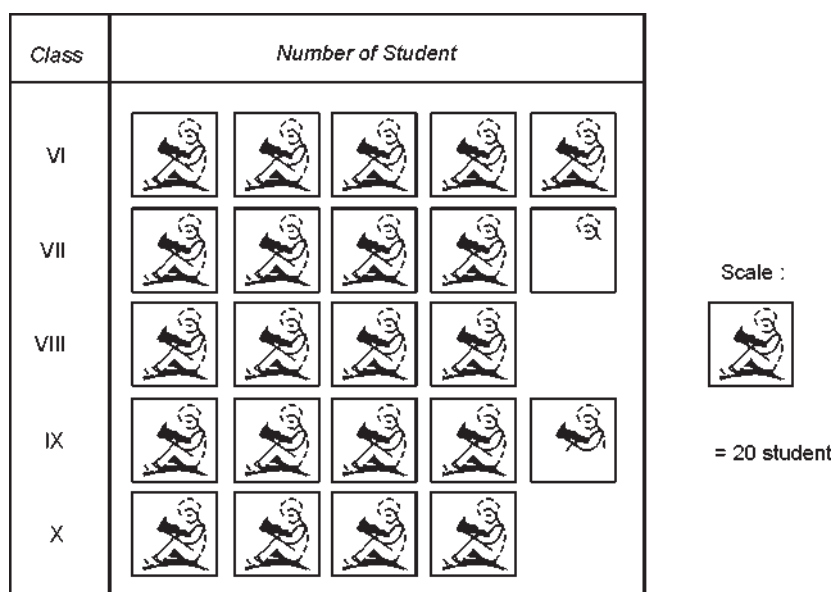 Class Number of Student
VI
VII
VIII
IX
X
Scale :
= 20 student